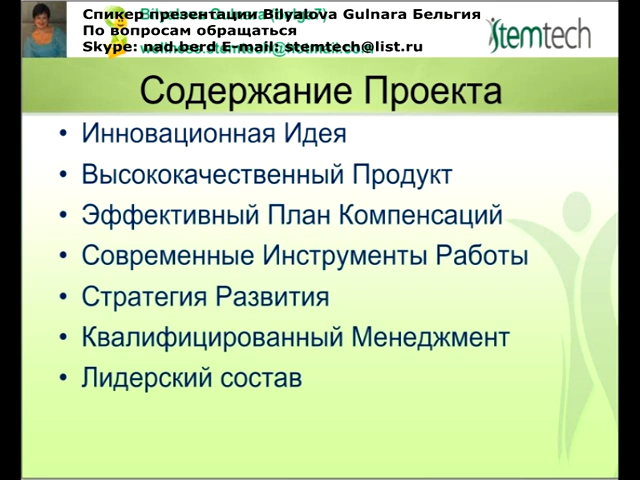 Спикер презентации Bilyalova Gulnara Бельгия
По вопросам обращаться
Skype: nad.berd E-mail: stemtech@list.ru
stemtech
Содержание Проекта
• Инновационная Идея
• Высококачественный Продукт
• Эффективный План Компенсаций
• Современные Инструменты Работы
• Стратегия Развития
• Квалифицированный Менеджмент
• Лидерский состав